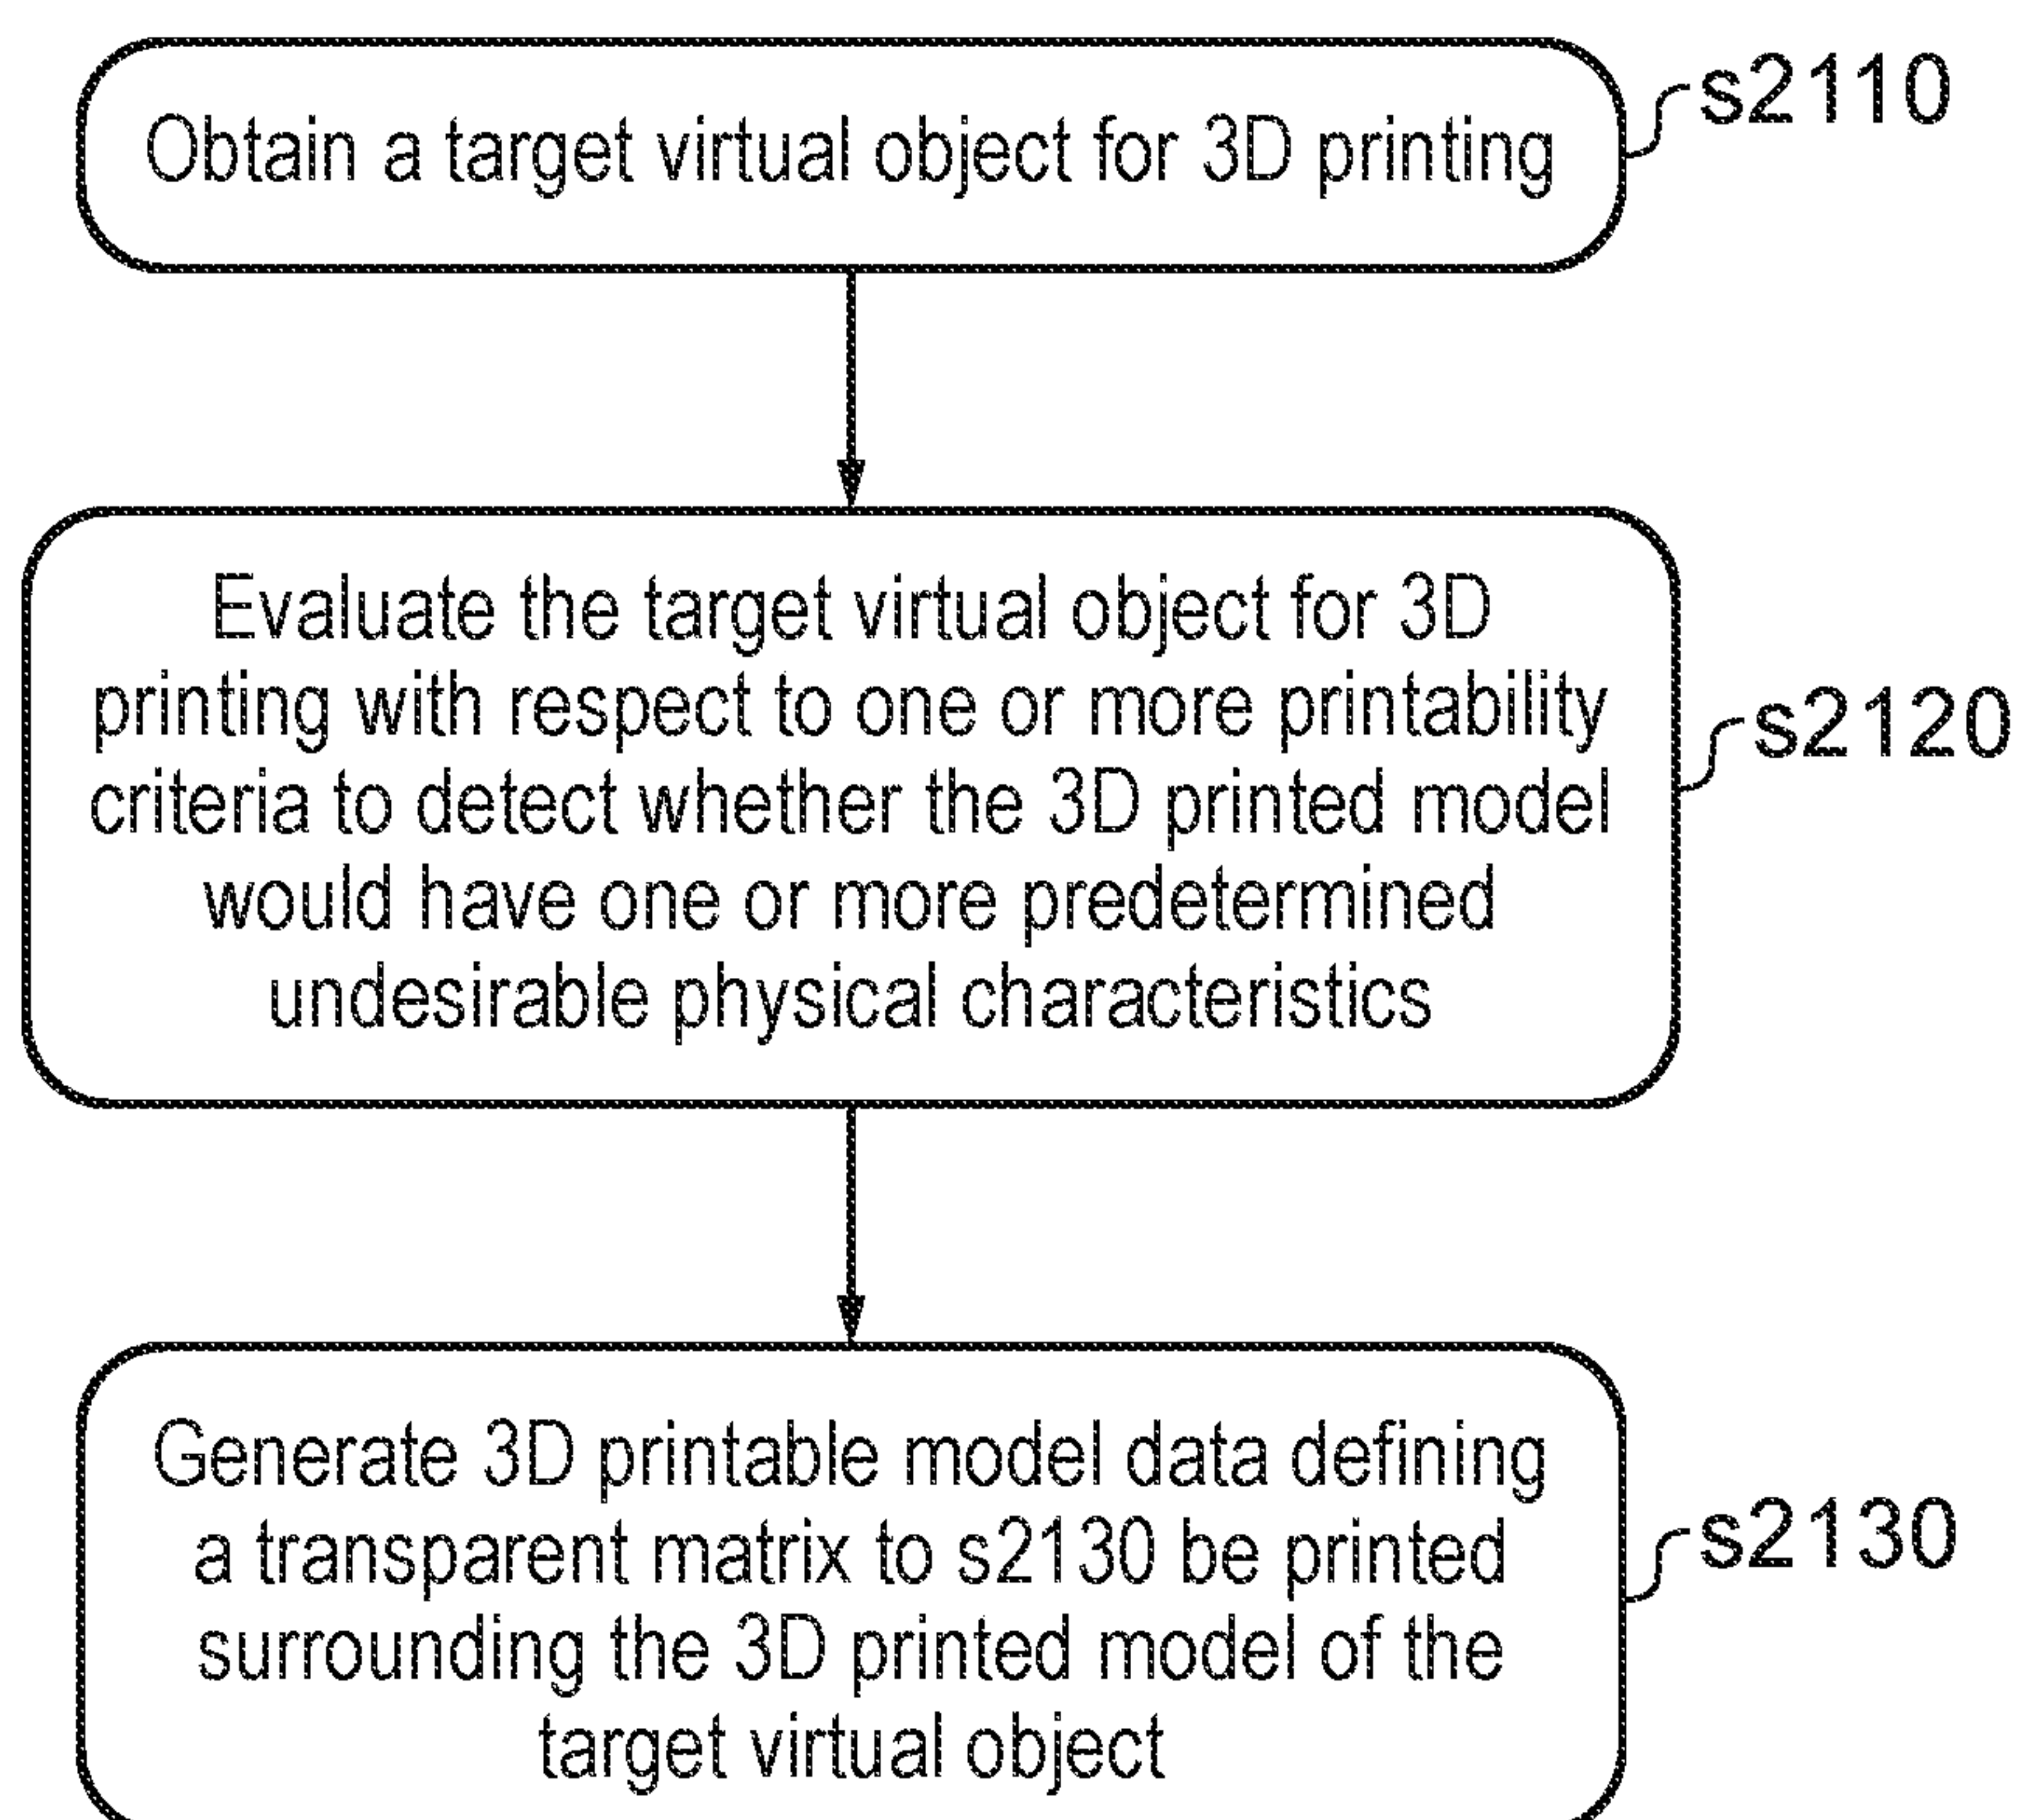 Obtain a target virtual object for 3D printing
s2110
Evaluate the target virtual object for 3D
printing with respect to one or more printability
criteria to detect whether the 3D printed model
would have one or more predetermined
undesirable physical characteristics
s2120
Generate 3D printable model data defining
a transparent matrix to s2130 be printed
surrounding the 3D printed model of the
target virtual object
s2130